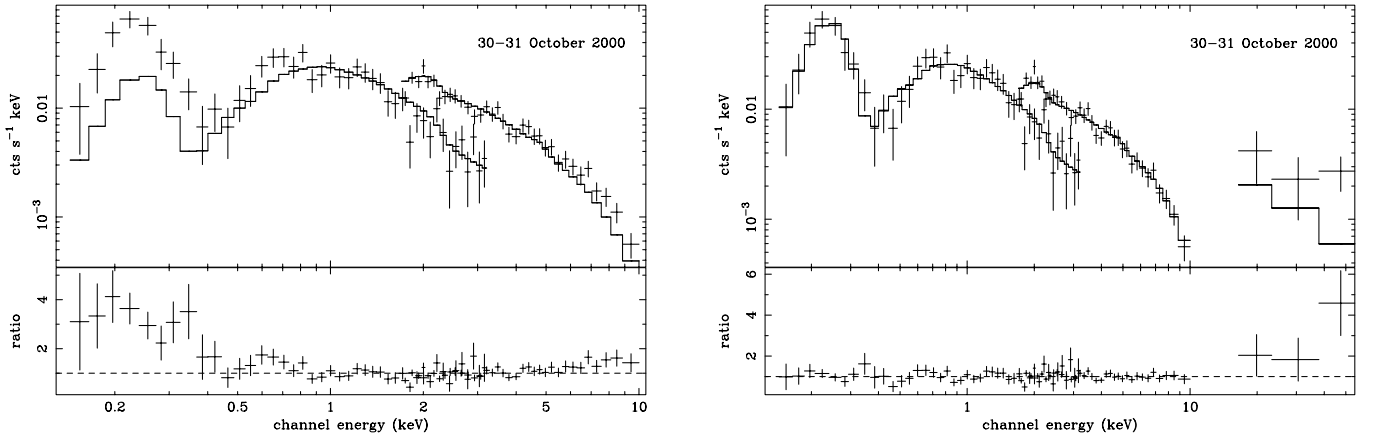 30−31 October 2000
cts s⁻¹ keV
0.01
10⁻³
ratio
4
2
0.2 0.5 1 2 5 10
channel energy (keV)
30−31 October 2000
cts s⁻¹ keV
0.01
10⁻³
ratio
6
4
2
0
1 10
channel energy (keV)